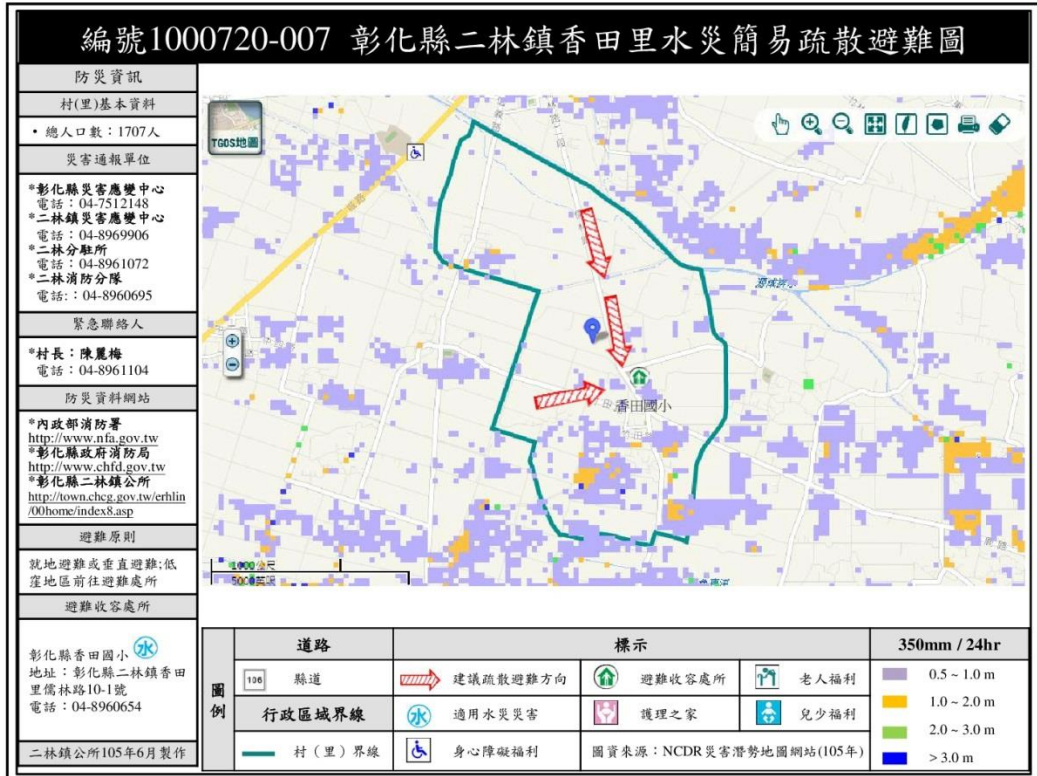 編號1000720-007 彰化縣二林鎮香田里水災簡易疏散避難圖
防災資訊
村(里)基本資料
• 總人口數：1707人
災害通報單位
*彰化縣災害應變中心
電話：04-7512148
*二林鎮災害應變中心
電話：04-8969906
*二林分駐所
電話：04-8961072
*二林消防分隊
電話:：04-8960695
緊急聯絡人
*村長：陳麗梅
電話：04-8961104
防災資料網站
*內政部消防署
http://www.nfa.gov.tw
*彰化縣政府消防局
http://www.chfd.gov.tw
*彰化縣二林鎮公所
http://town.chcg.gov.tw/erhlin
/00home/index8.asp
避難原則
就地避難或垂直避難;低
窪地區前往避難處所
避難收容處所
彰化縣香田國小 水
地址：彰化縣二林鎮香田
里儒林路10-1號
電話：04-8960654
二林鎮公所105年6月製作
TGOS地圖
香田國小
1000公尺
5000英呎
圖例
道路
106 縣道
行政區域界線
村（里）界線
標示
建議疏散避難方向
避難收容處所
老人福利
水 適用水災災害
護理之家
兒少福利
身心障礙福利
圖資來源：NCDR災害潛勢地圖網站(105年)
350mm / 24hr
0.5 ~ 1.0 m
1.0 ~ 2.0 m
2.0 ~ 3.0 m
> 3.0 m